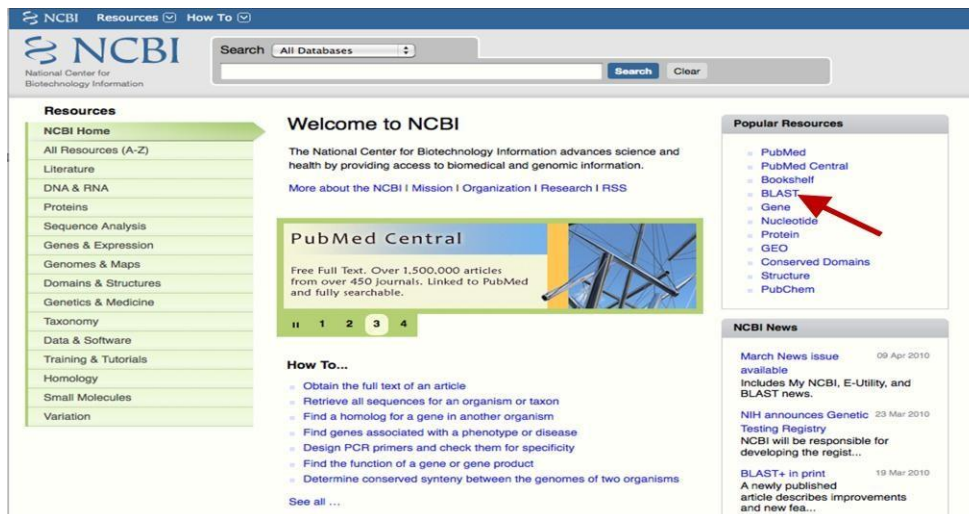 NCBI Resources How To
NCBI
National Center for
Biotechnology Information
Search All Databases
Search Clear
Resources
NCBI Home
All Resources (A-Z)
Literature
DNA & RNA
Proteins
Sequence Analysis
Genes & Expression
Genomes & Maps
Domains & Structures
Genetics & Medicine
Taxonomy
Data & Software
Training & Tutorials
Homology
Small Molecules
Variation
Welcome to NCBI
The National Center for Biotechnology Information advances science and
health by providing access to biomedical and genomic information.
More about the NCBI | Mission | Organization | Research | RSS
PubMed Central
Free Full Text. Over 1,500,000 articles
from over 450 journals. Linked to PubMed
and fully searchable.
1 2 3 4
How To...
Obtain the full text of an article
Retrieve all sequences for an organism or taxon
Find a homolog for a gene in another organism
Find genes associated with a phenotype or disease
Design PCR primers and check them for specificity
Find the function of a gene or gene product
Determine conserved synteny between the genomes of two organisms
See all ...
Popular Resources
PubMed
PubMed Central
Bookshelf
BLAST
Gene
Nucleotide
Protein
GEO
Conserved Domains
Structure
PubChem
NCBI News
March News issue 09 Apr 2010
available
Includes My NCBI, E-Utility, and
BLAST news.
NIH announces Genetic 23 Mar 2010
Testing Registry
NCBI will be responsible for
developing the regist...
BLAST+ in print 19 Mar 2010
A newly published
article describes improvements
and new fea...